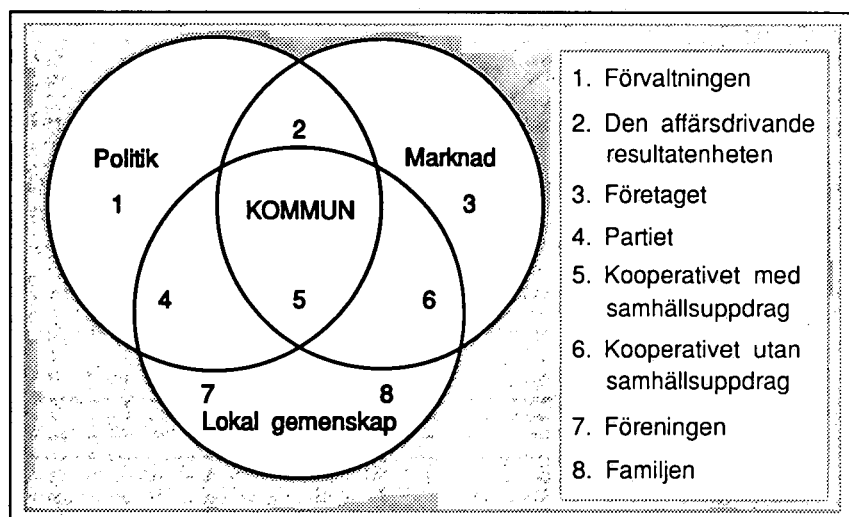 2
Politik
Marknad
1
KOMMUN
3
4
5
6
7
8
Lokal gemenskap
1. Förvaltningen
2. Den affärsdrivande
resultatenheten
3. Företaget
4. Partiet
5. Kooperativet med
samhällsuppdrag
6. Kooperativet utan
samhällsuppdrag
7. Föreningen
8. Familjen